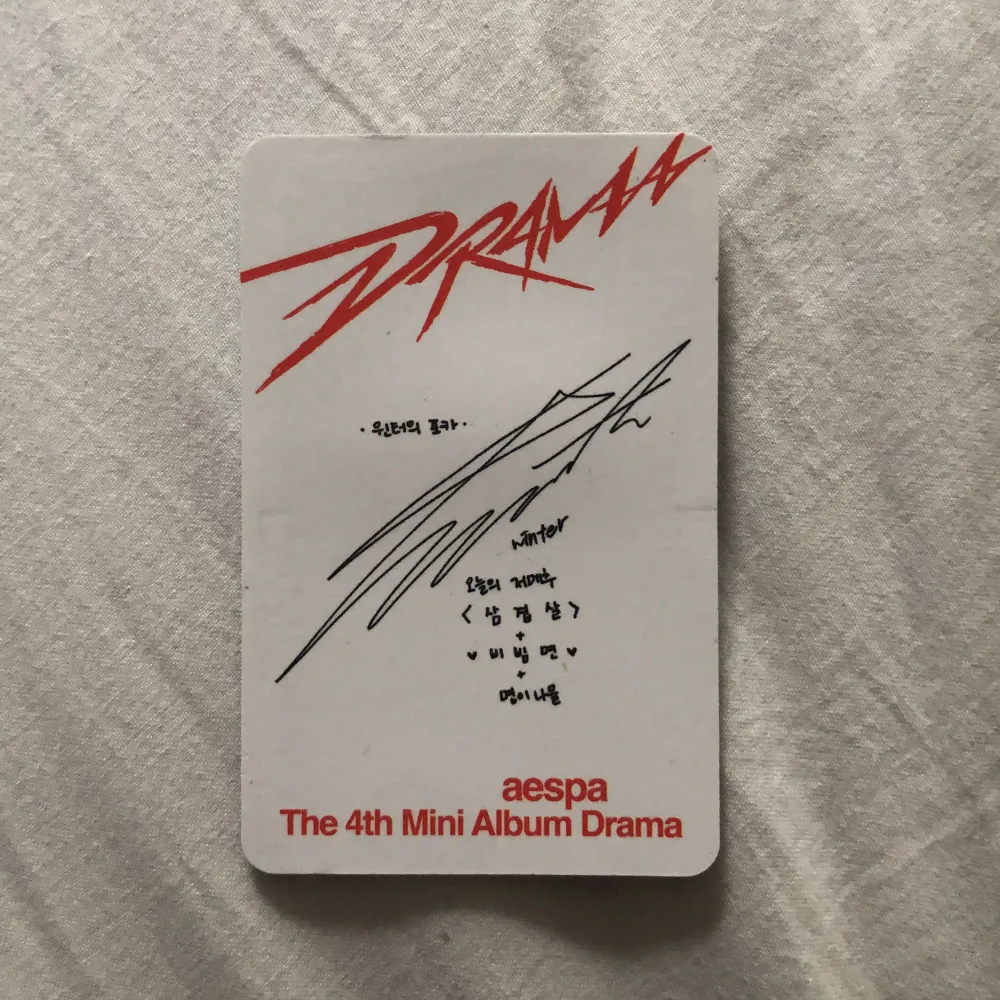 DRAMA
·윈터의 포카·
winter
오늘의 저메추
<삼겹살>
+
♥비빔면♥
+
명이나물
aespa
The 4th Mini Album Drama